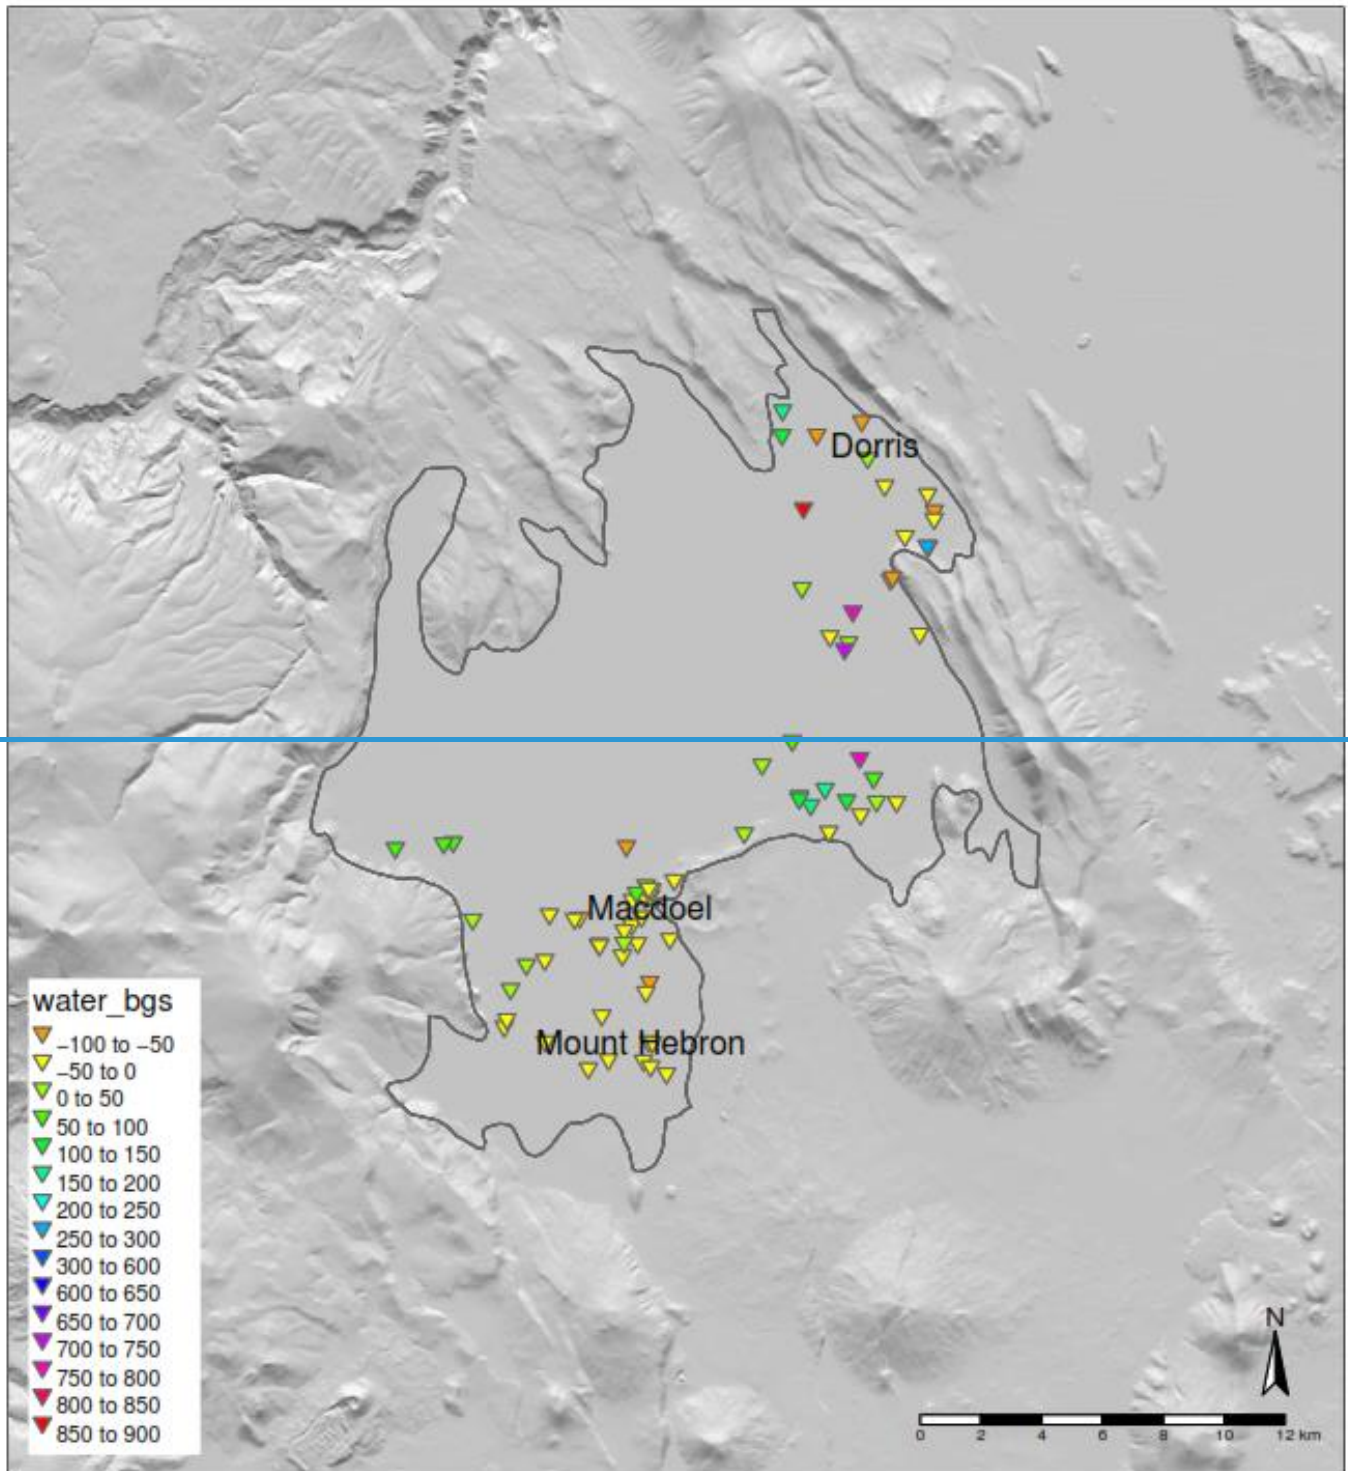 Dorris
Macdoel
Mount Hebron
water_bgs
−100 to −50
−50 to 0
0 to 50
50 to 100
100 to 150
150 to 200
200 to 250
250 to 300
300 to 600
600 to 650
650 to 700
700 to 750
750 to 800
800 to 850
850 to 900
N
0 2 4 6 8 10 12 km